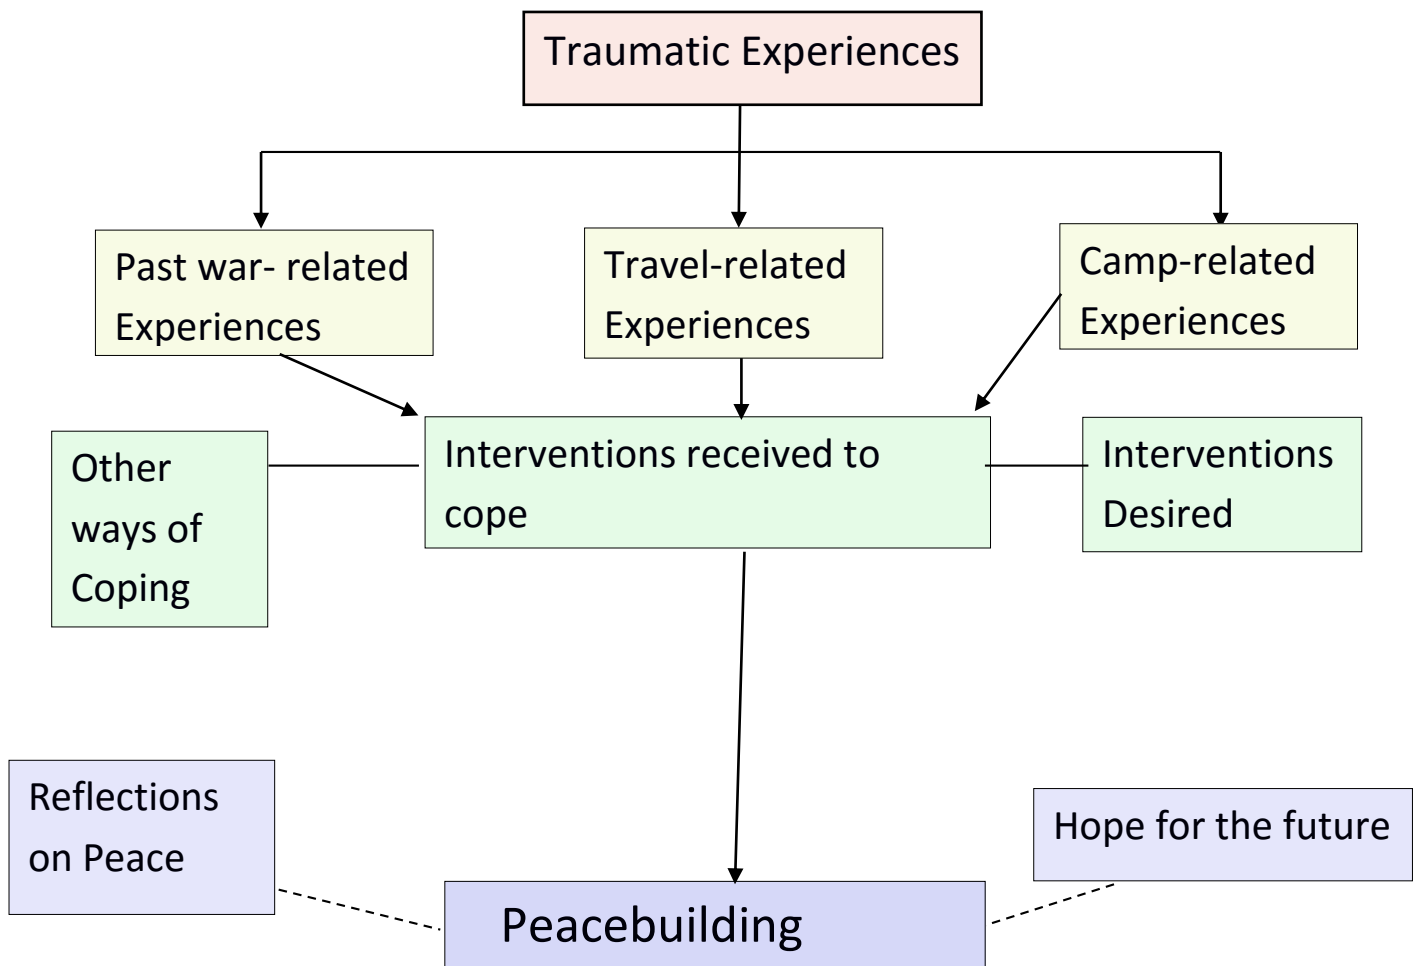 Traumatic Experiences
Past war- related
Experiences
Travel-related
Experiences
Camp-related
Experiences
Other
ways of
Coping
Interventions received to
cope
Interventions
Desired
Reflections
on Peace
Hope for the future
Peacebuilding